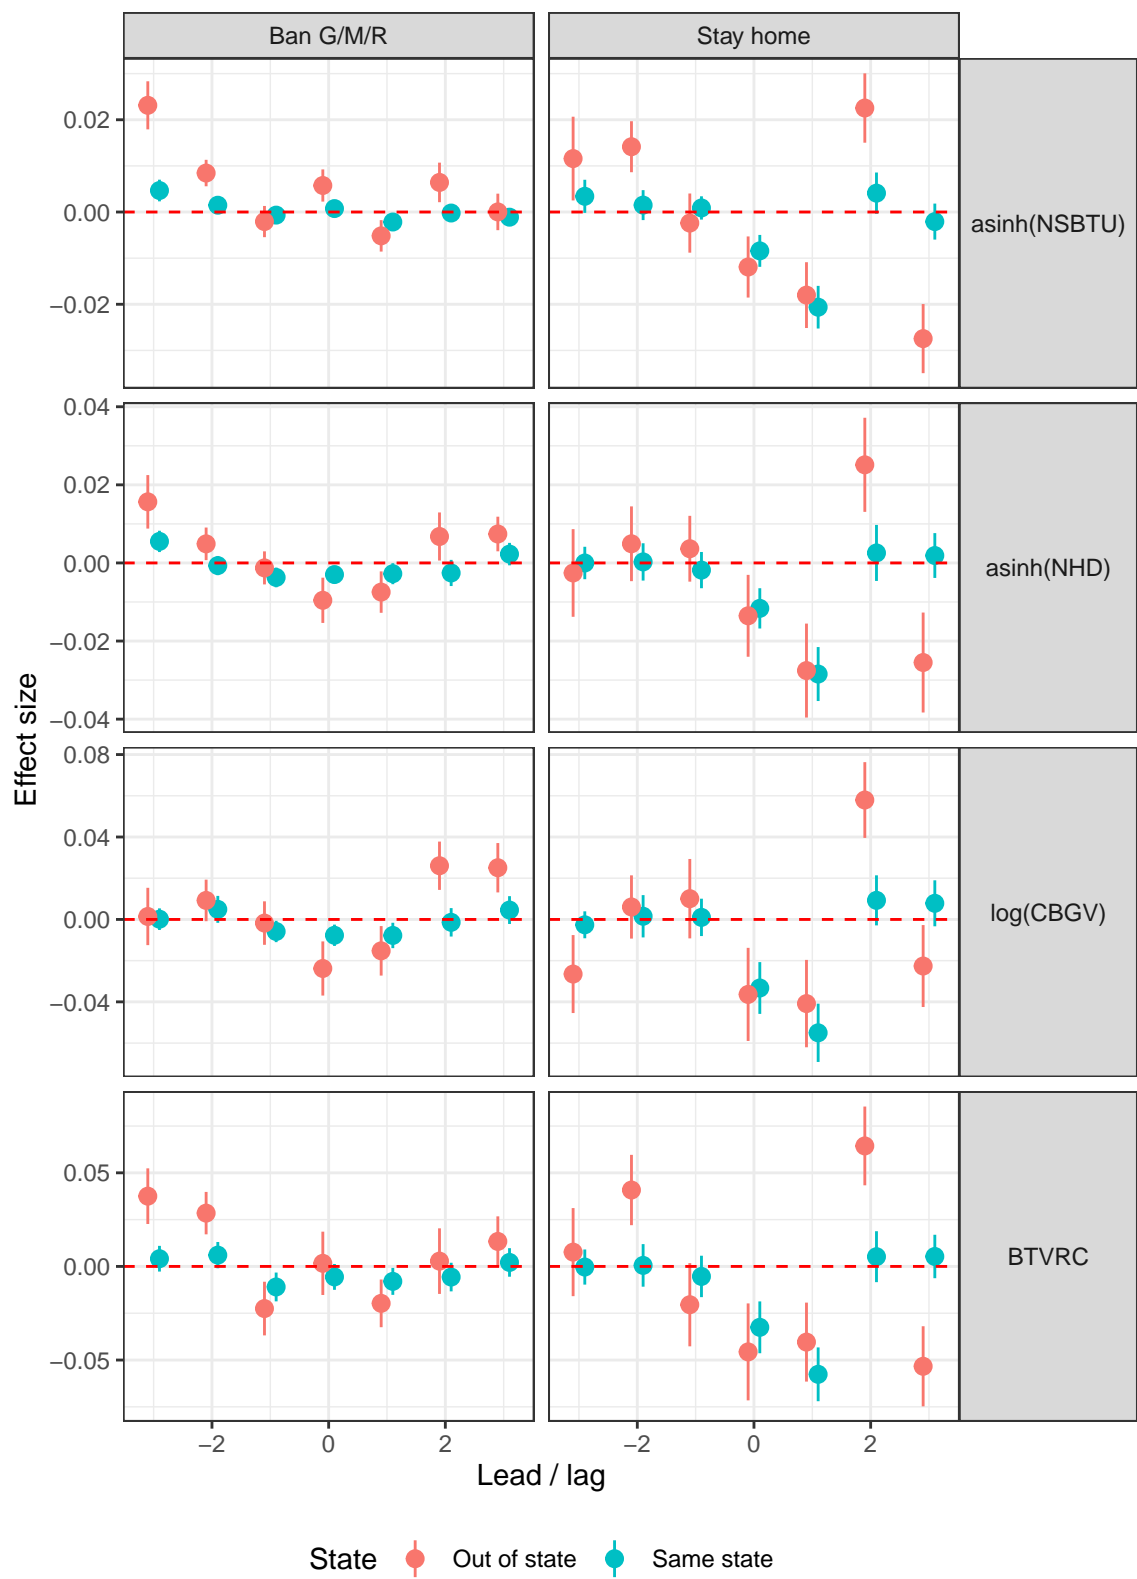 Ban G/M/R
Stay home
0.02
0.00
−0.02
asinh(NSBTU)
0.04
0.02
0.00
−0.02
−0.04
asinh(NHD)
0.08
0.04
0.00
−0.04
log(CBGV)
0.05
0.00
−0.05
BTVRC
Effect size
−2 0 2
−2 0 2
Lead / lag
State Out of state Same state